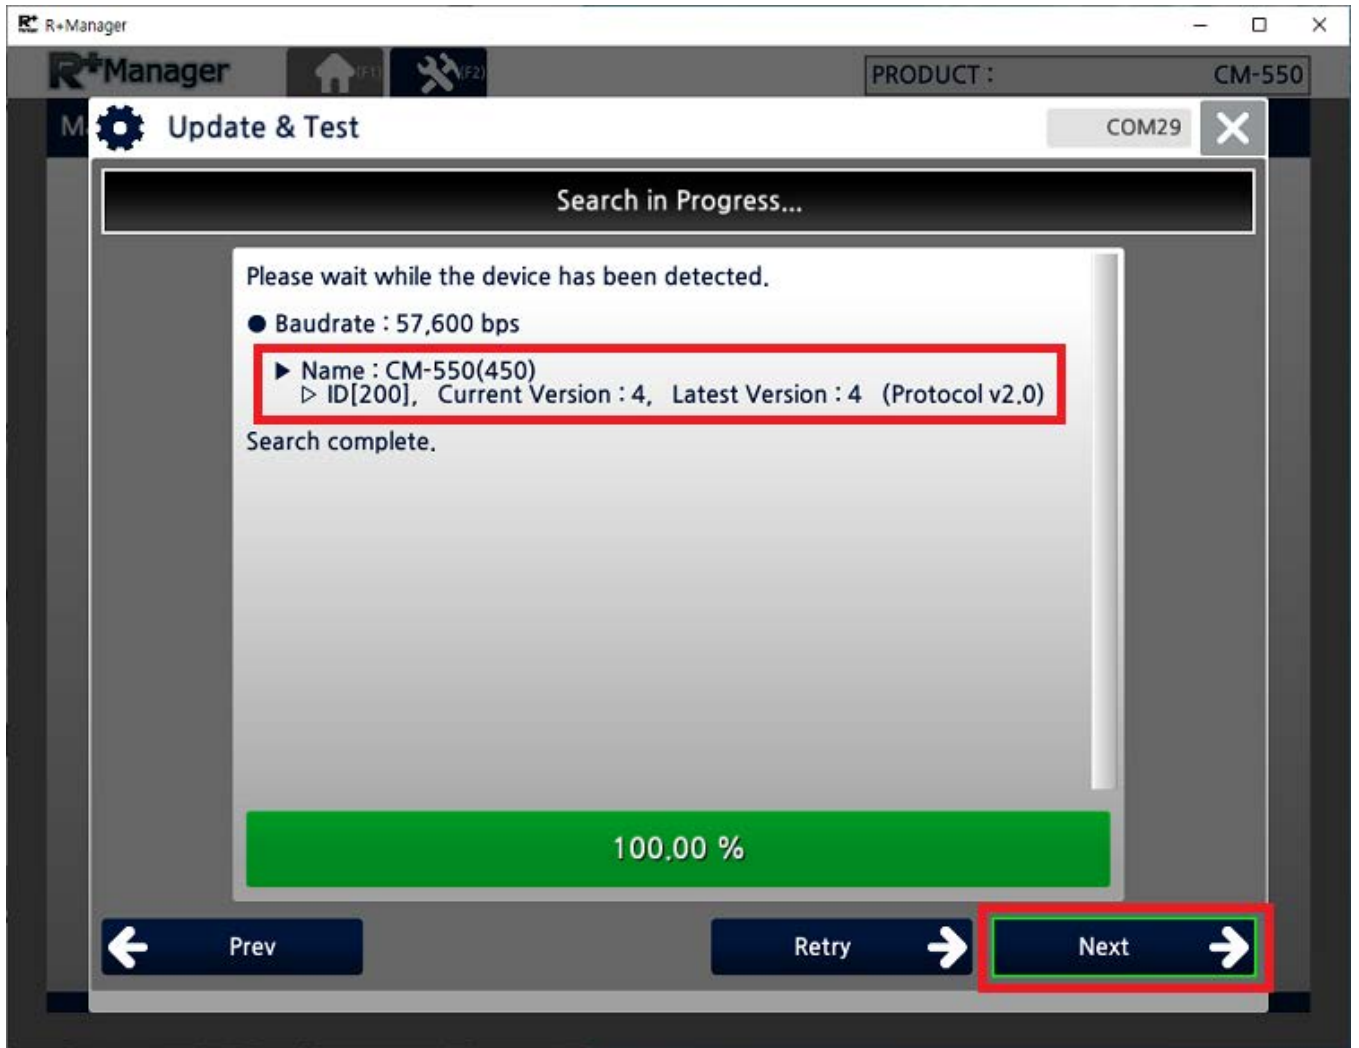 R+Manager
R+Manager (F1) (F2) PRODUCT : CM-550
M
Update & Test COM29
Search in Progress...
Please wait while the device has been detected.
● Baudrate : 57,600 bps
▶ Name : CM-550(450)
▷ ID[200], Current Version : 4, Latest Version : 4 (Protocol v2.0)
Search complete.
100.00 %
Prev Retry Next